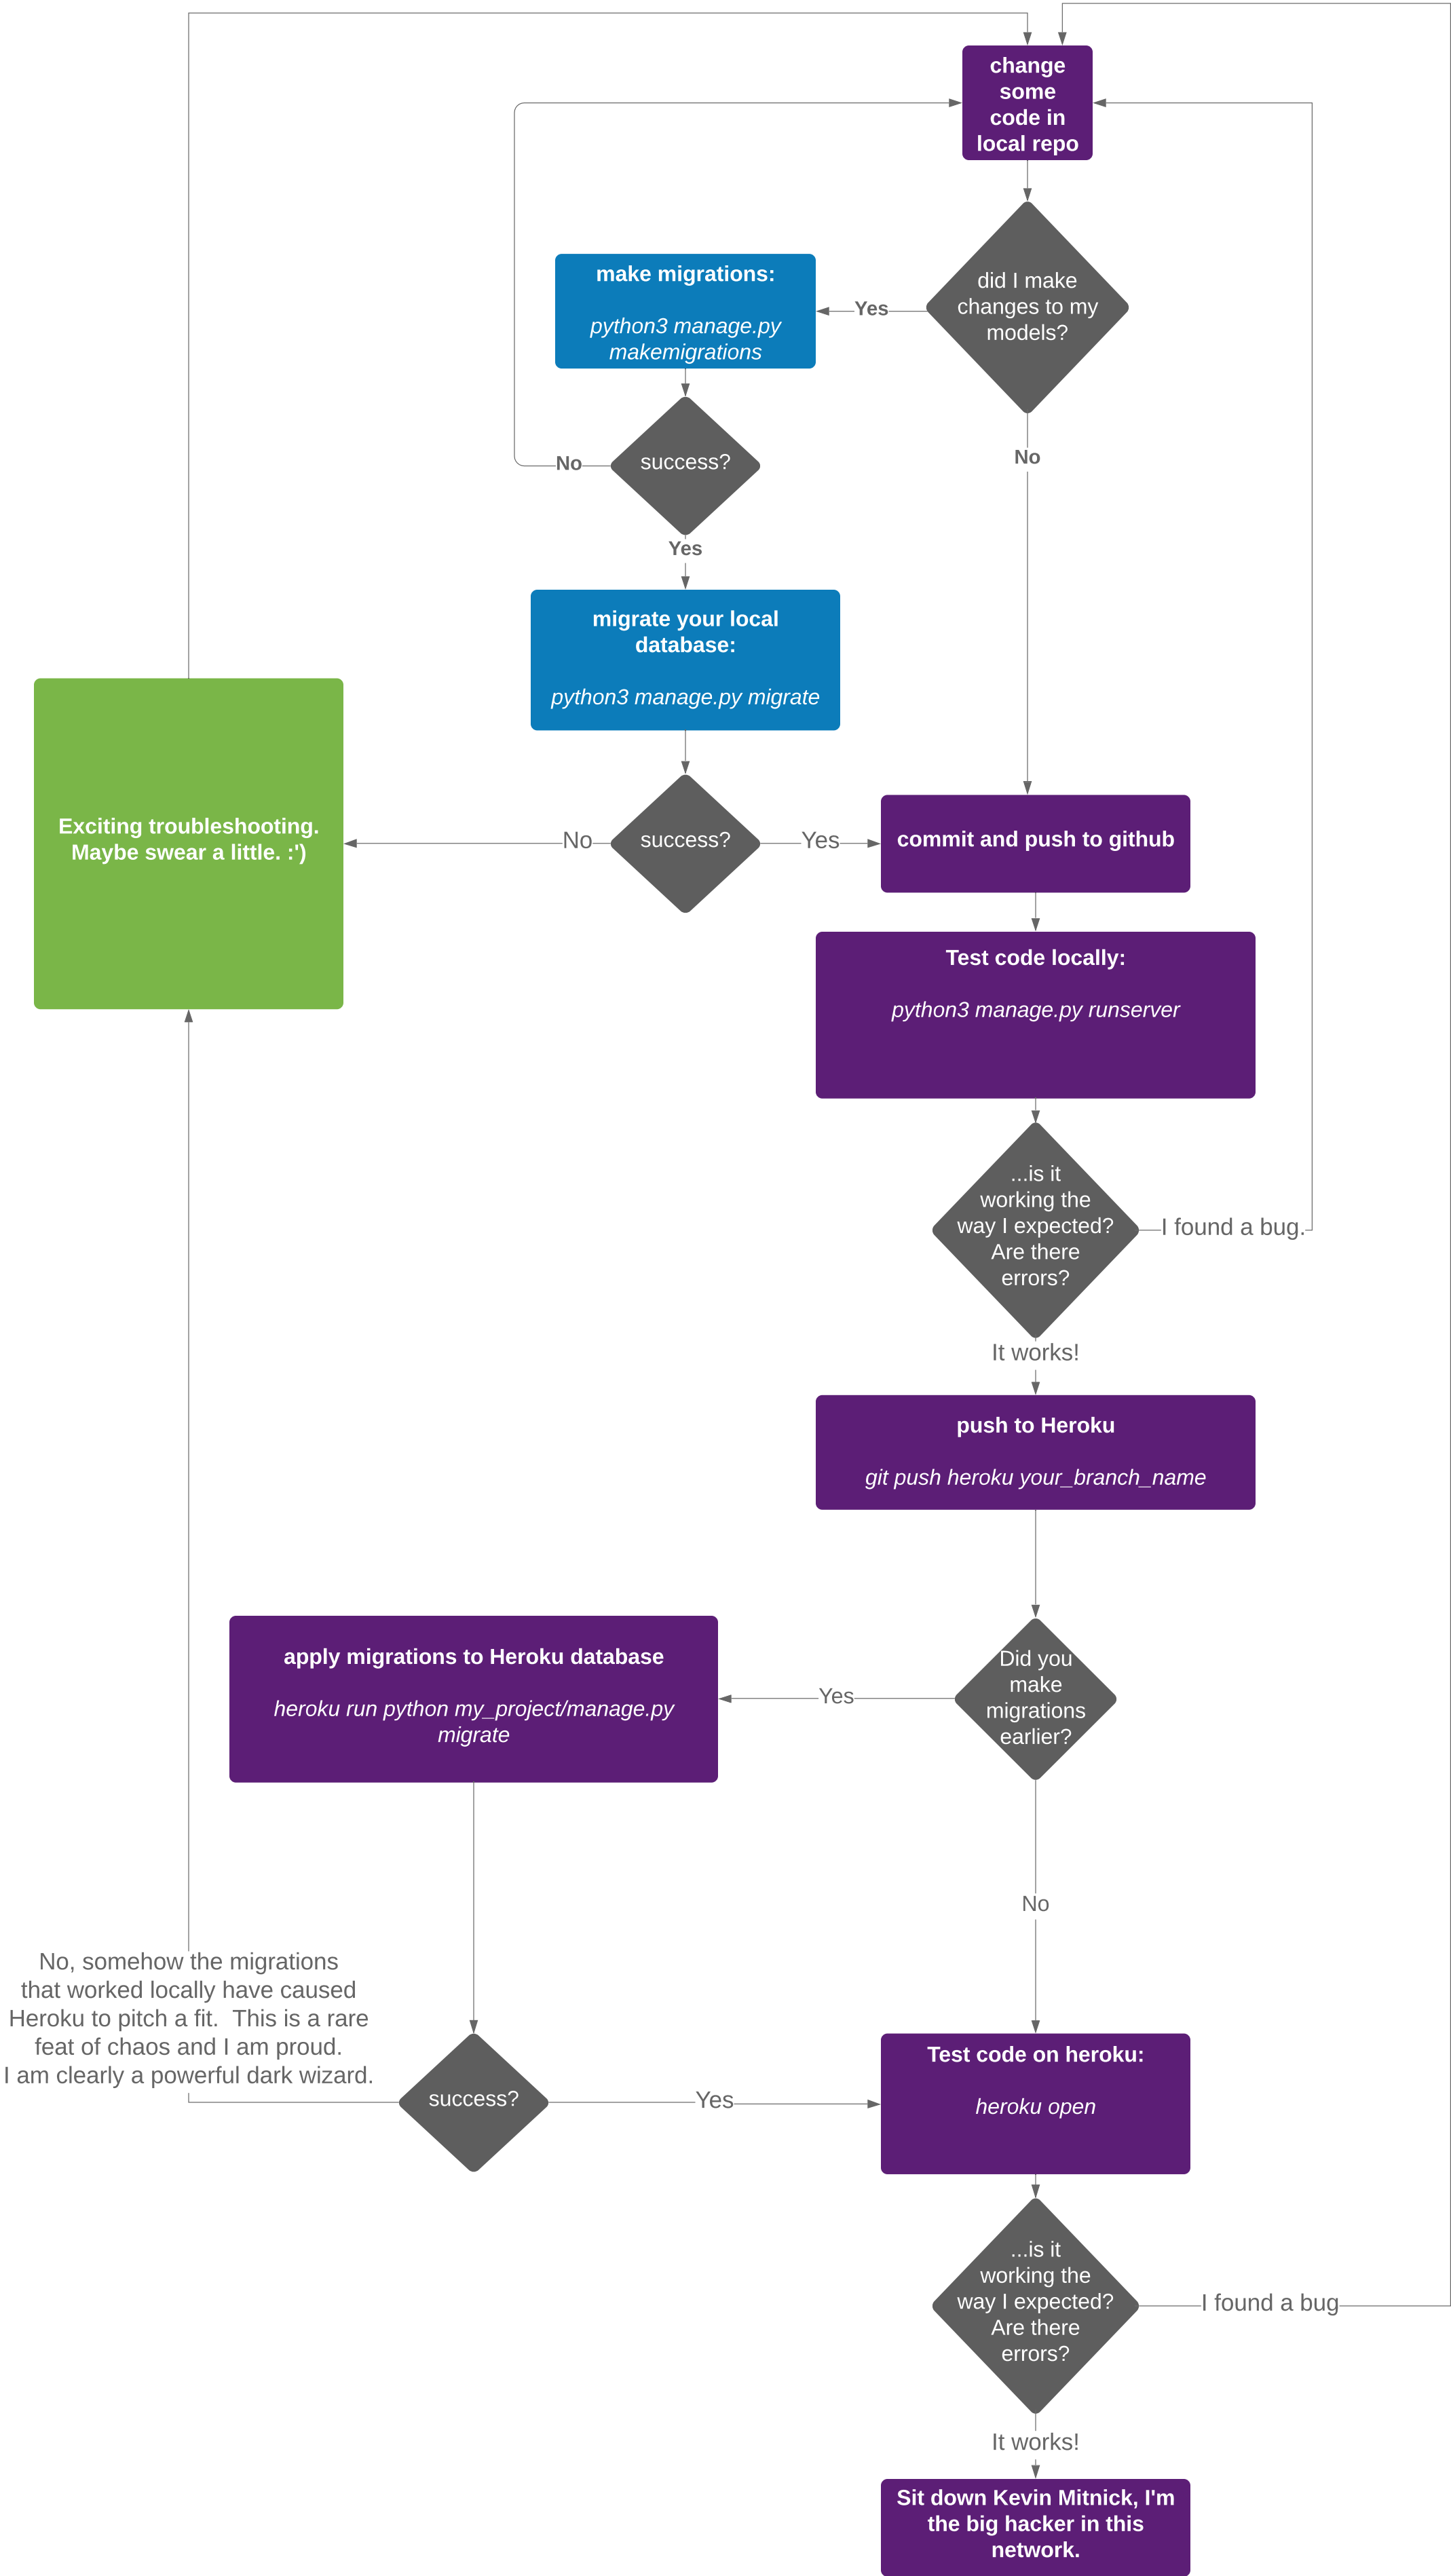 change
some
code in
local repo
did I make
changes to my
models?
Yes
make migrations:
python3 manage.py
makemigrations
No
success?
No
Yes
migrate your local
database:
python3 manage.py migrate
success?
No
Yes
Exciting troubleshooting.
Maybe swear a little. :')
commit and push to github
Test code locally:
python3 manage.py runserver
...is it
working the
way I expected?
Are there
errors?
I found a bug.
It works!
push to Heroku
git push heroku your_branch_name
Did you
make
migrations
earlier?
Yes
apply migrations to Heroku database
heroku run python my_project/manage.py
migrate
No
No, somehow the migrations
that worked locally have caused
Heroku to pitch a fit.  This is a rare
feat of chaos and I am proud.
I am clearly a powerful dark wizard.
success?
Yes
Test code on heroku:
heroku open
...is it
working the
way I expected?
Are there
errors?
I found a bug
It works!
Sit down Kevin Mitnick, I'm
the big hacker in this
network.